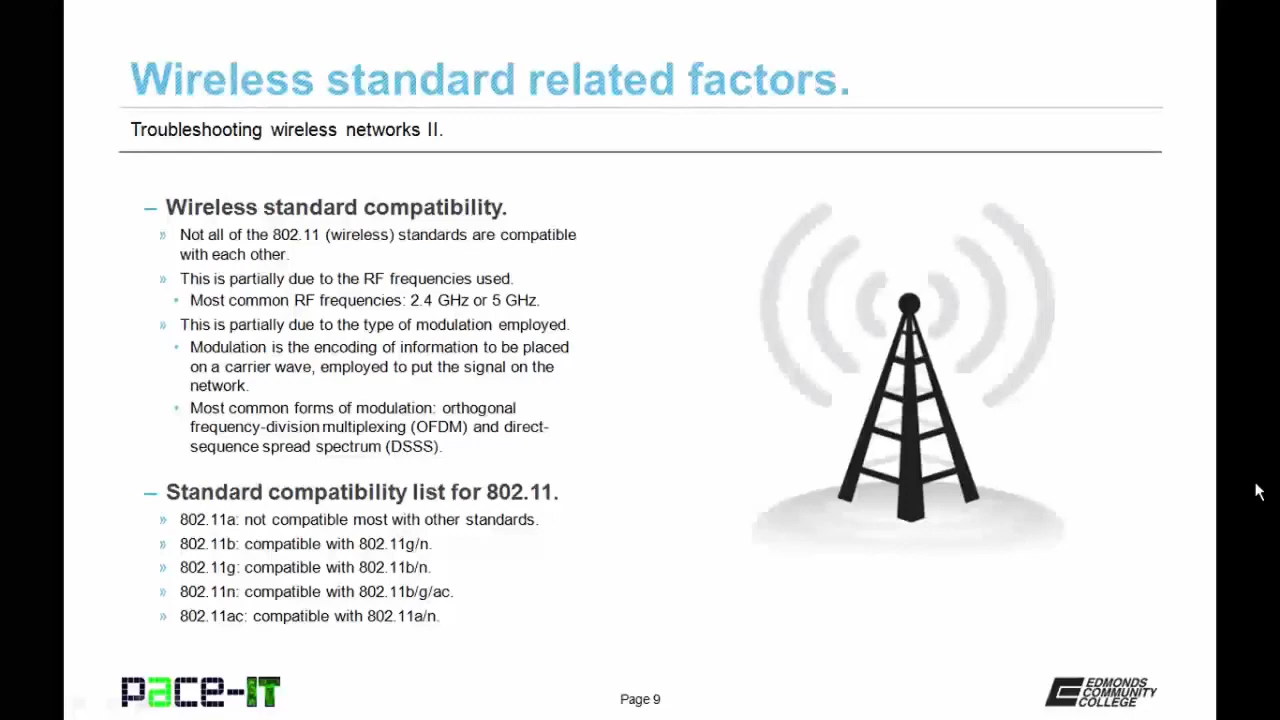 Wireless standard related factors.
Troubleshooting wireless networks II.
– Wireless standard compatibility.
» Not all of the 802.11 (wireless) standards are compatible
with each other.
» This is partially due to the RF frequencies used.
• Most common RF frequencies: 2.4 GHz or 5 GHz.
» This is partially due to the type of modulation employed.
• Modulation is the encoding of information to be placed
on a carrier wave, employed to put the signal on the
network.
• Most common forms of modulation: orthogonal
frequency-division multiplexing (OFDM) and direct-
sequence spread spectrum (DSSS).
– Standard compatibility list for 802.11.
» 802.11a: not compatible most with other standards.
» 802.11b: compatible with 802.11g/n.
» 802.11g: compatible with 802.11b/n.
» 802.11n: compatible with 802.11b/g/ac.
» 802.11ac: compatible with 802.11a/n.
pace-IT
Page 9
EDMONDS
COMMUNITY
COLLEGE